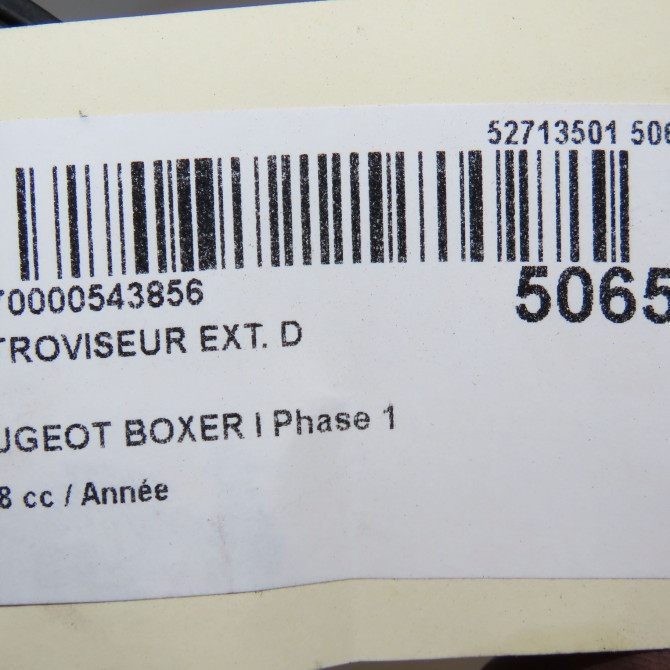 52713501 506
70000543856
5065
TROVISEUR EXT. D
UGEOT BOXER I Phase 1
8 cc / Année